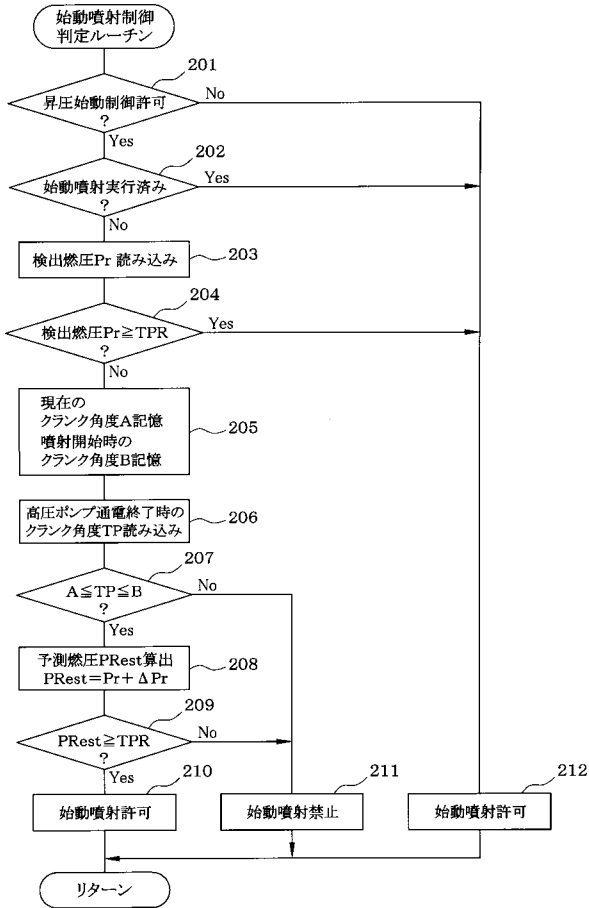 始動噴射制御
判定ルーチン
201
昇圧始動制御許可
?
No
Yes
202
始動噴射実行済み
?
Yes
No
検出燃圧Pr 読み込み
203
204
検出燃圧Pr≧TPR
?
Yes
No
現在の
クランク角度A記憶
噴射開始時の
クランク角度B記憶
205
高圧ポンプ通電終了時の
クランク角度TP読み込み
206
207
A≦TP≦B
?
No
Yes
予測燃圧PRest算出
PRest=Pr+ΔPr
208
209
PRest≧TPR
?
No
Yes
210
始動噴射許可
211
始動噴射禁止
212
始動噴射許可
リターン